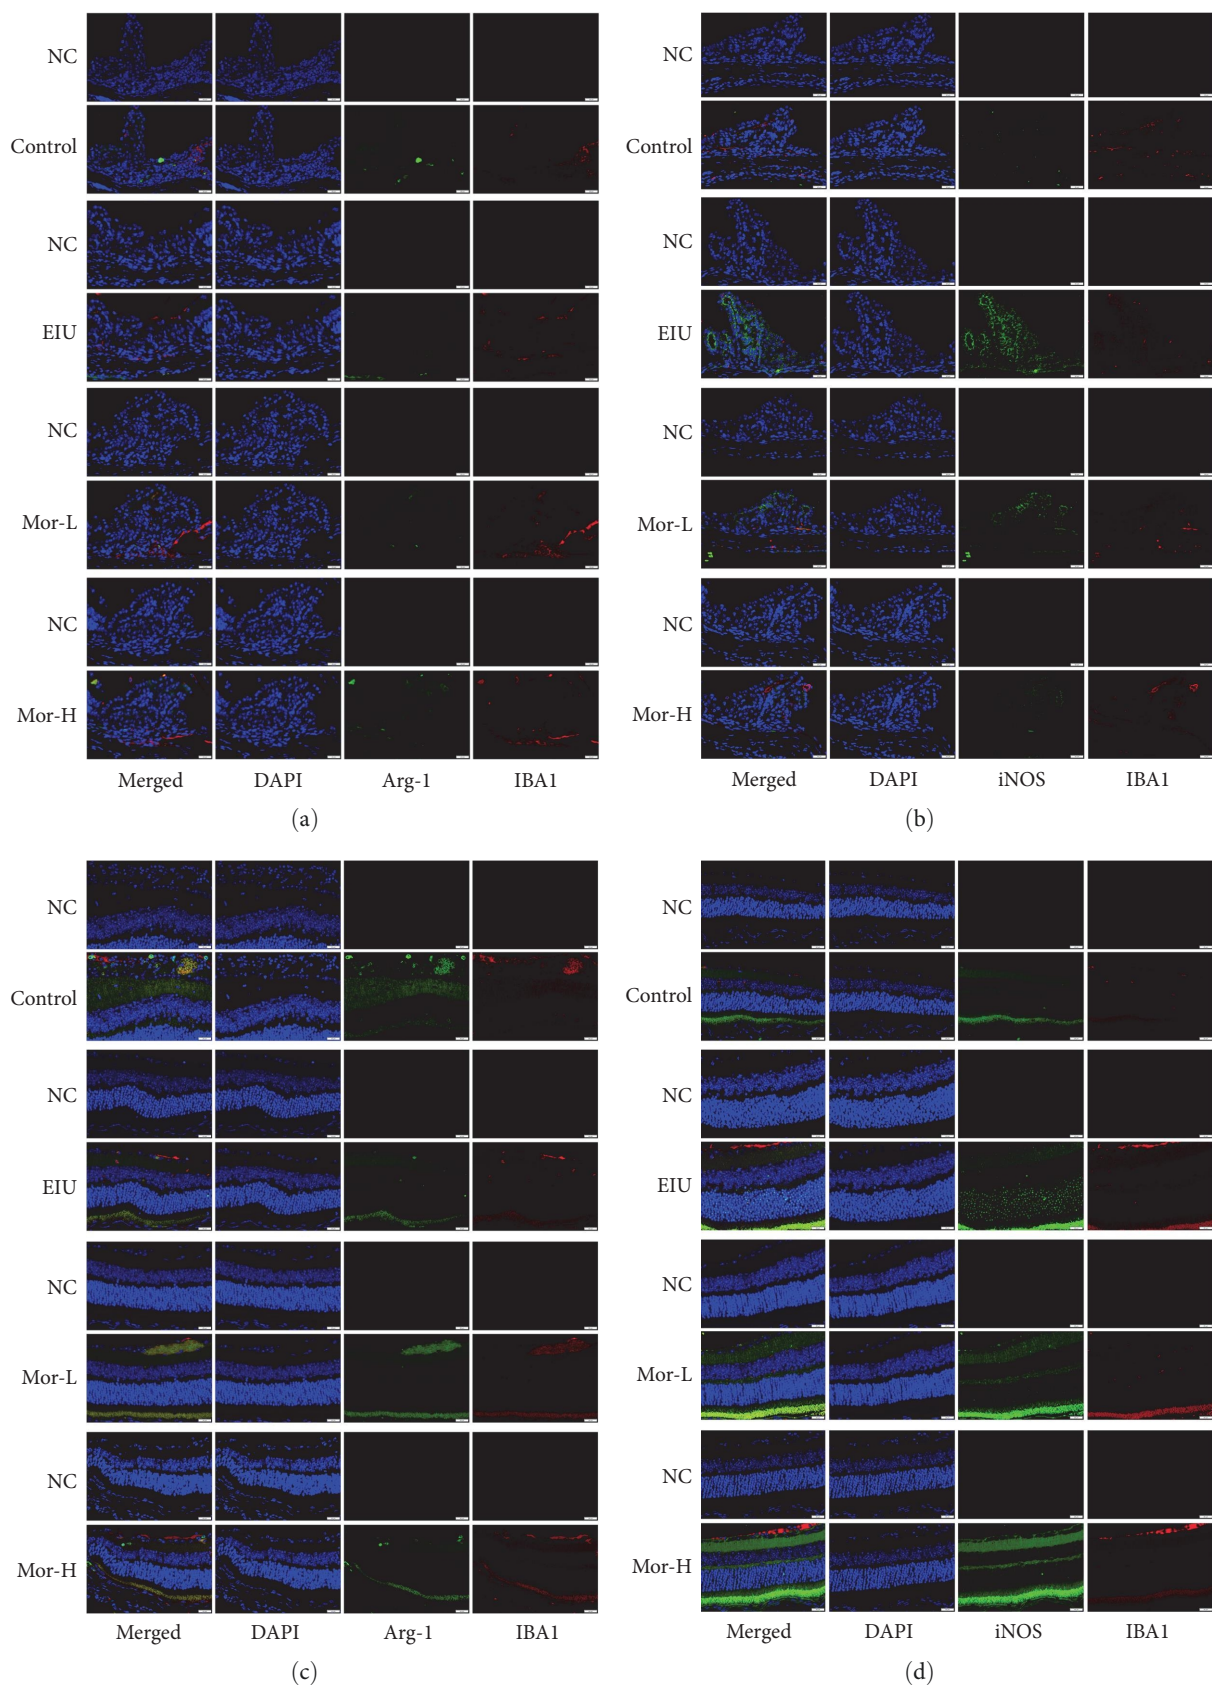 NC
Control
NC
EIU
NC
Mor-L
NC
Mor-H
Merged DAPI Arg-1 IBA1
(a)
NC
Control
NC
EIU
NC
Mor-L
NC
Mor-H
Merged DAPI iNOS IBA1
(b)
NC
Control
NC
EIU
NC
Mor-L
NC
Mor-H
Merged DAPI Arg-1 IBA1
(c)
NC
Control
NC
EIU
NC
Mor-L
NC
Mor-H
Merged DAPI iNOS IBA1
(d)